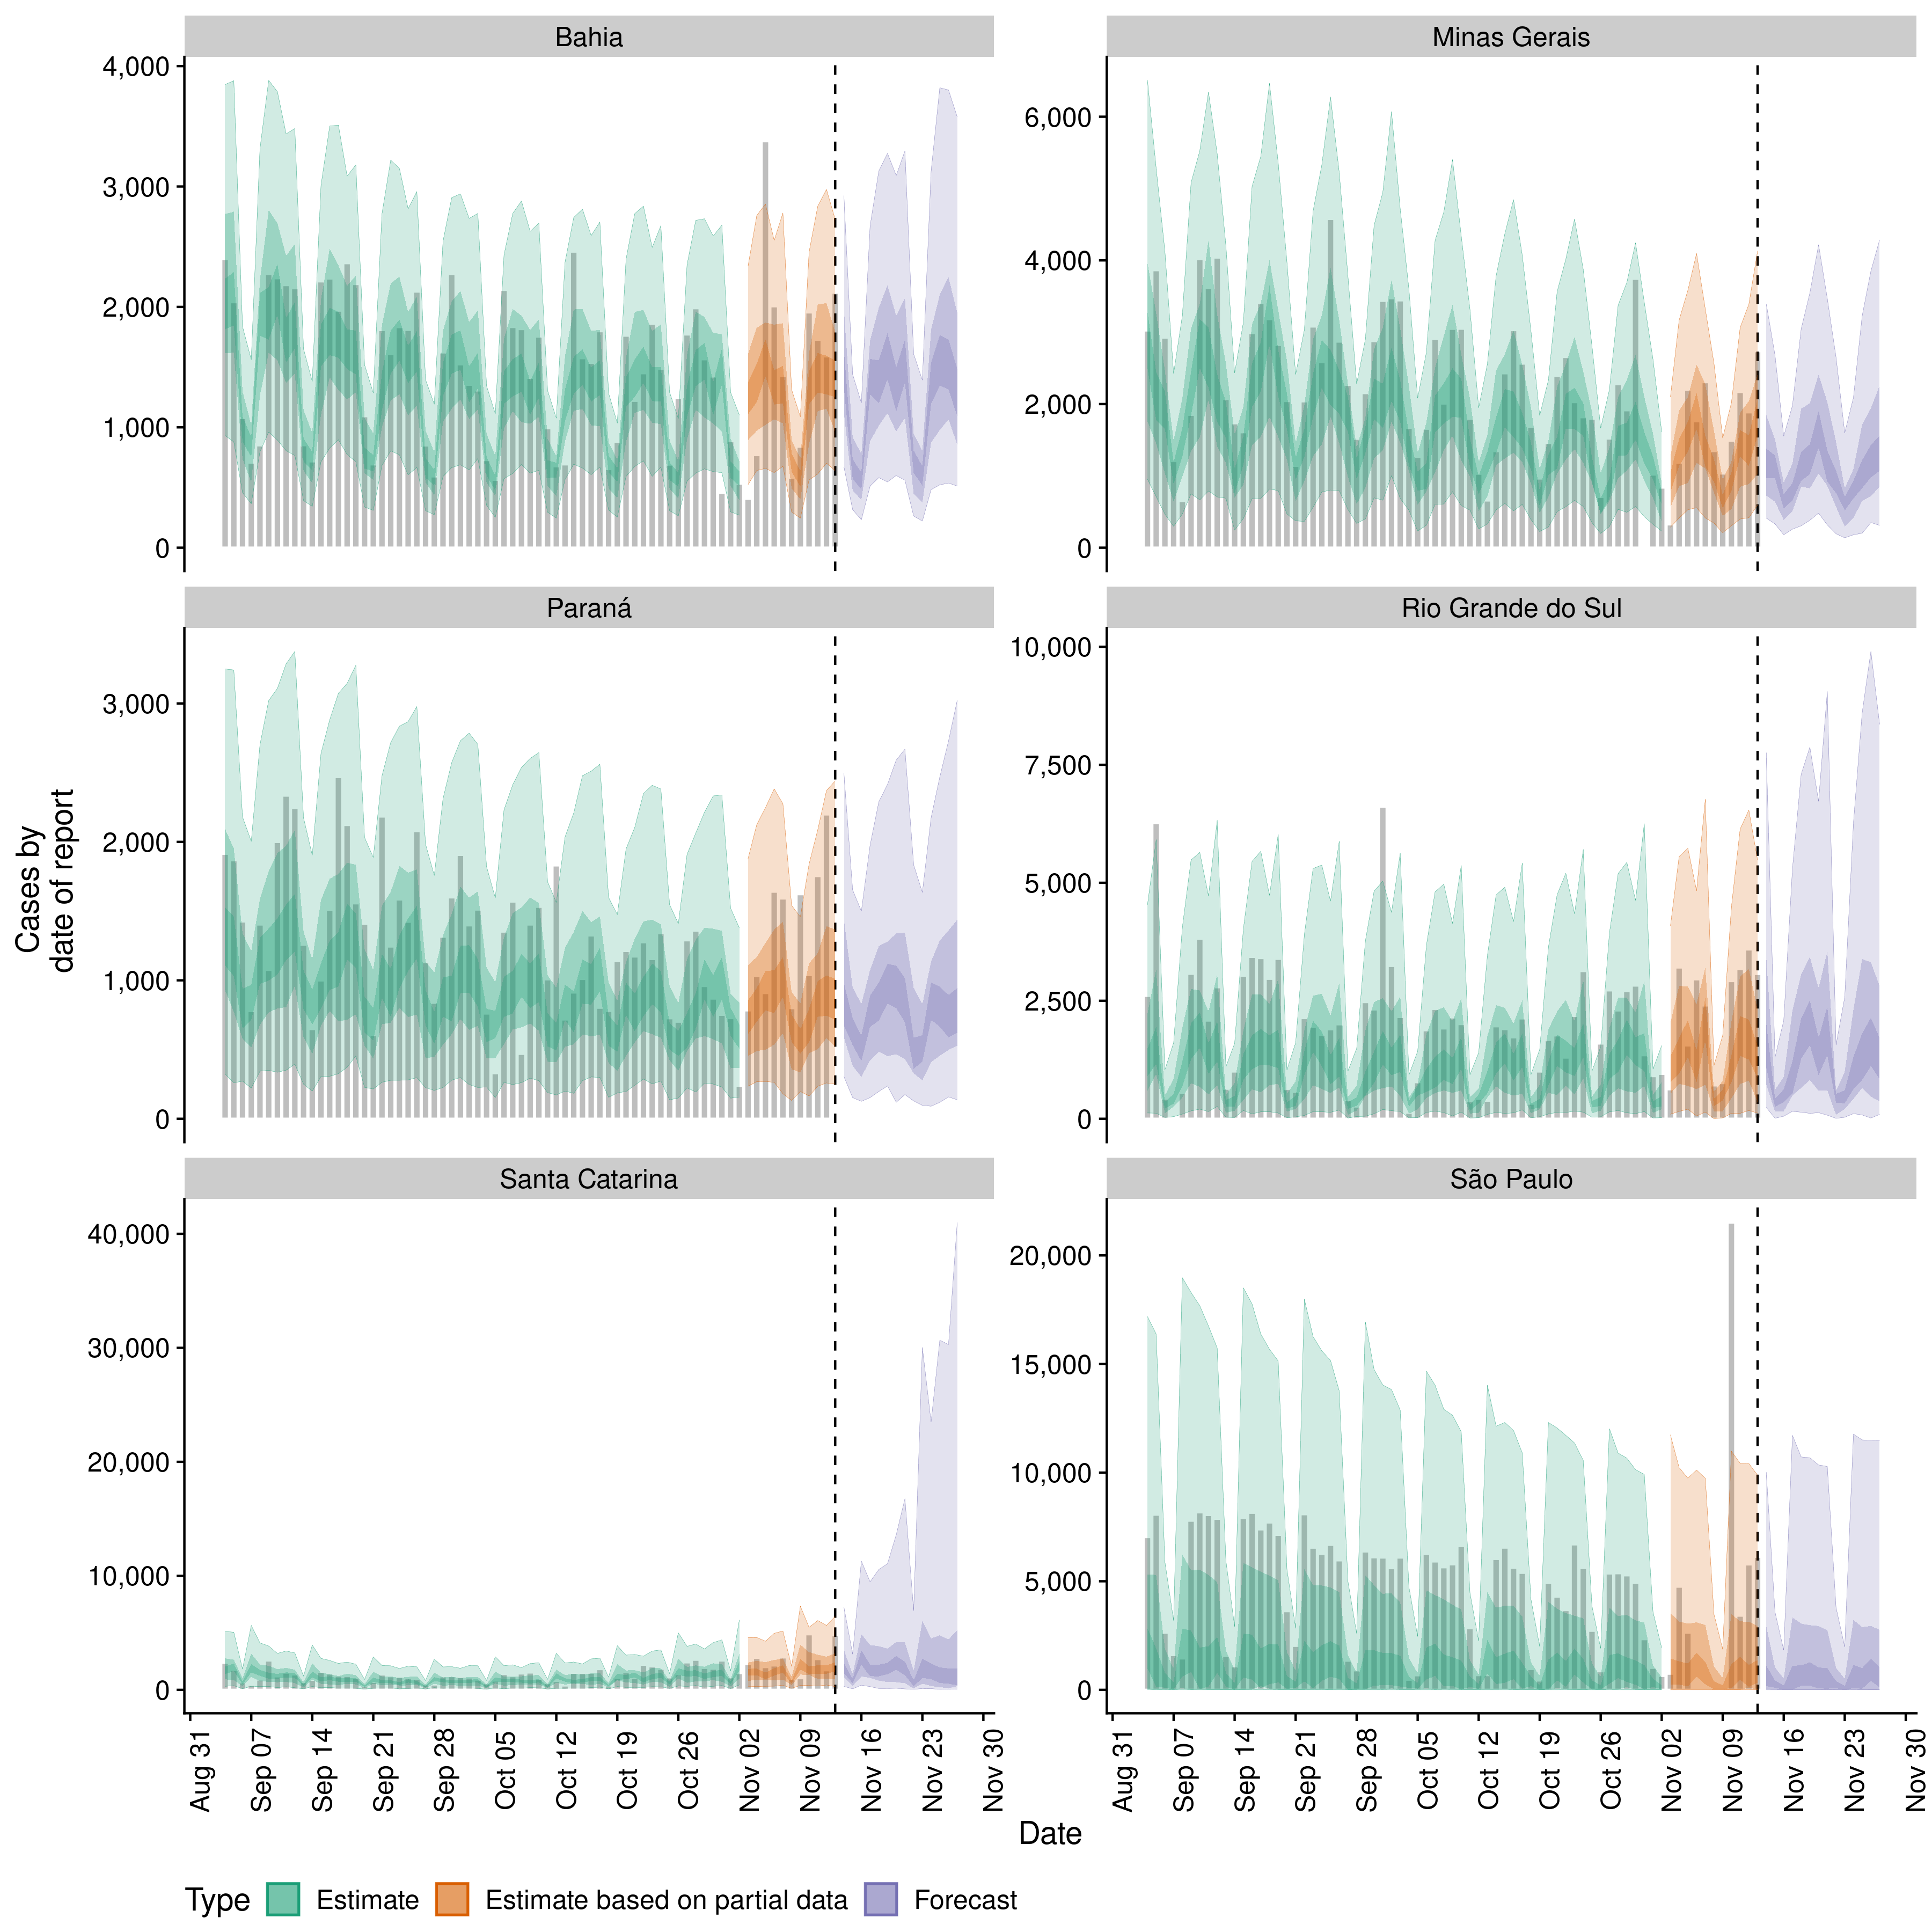 Bahia
Minas Gerais
4,000
3,000
2,000
1,000
0
6,000
4,000
2,000
0
Paraná
Rio Grande do Sul
3,000
2,000
1,000
0
10,000
7,500
5,000
2,500
0
Santa Catarina
São Paulo
40,000
30,000
20,000
10,000
0
20,000
15,000
10,000
5,000
0
Cases by
date of report
Aug 31
Sep 07
Sep 14
Sep 21
Sep 28
Oct 05
Oct 12
Oct 19
Oct 26
Nov 02
Nov 09
Nov 16
Nov 23
Nov 30
Aug 31
Sep 07
Sep 14
Sep 21
Sep 28
Oct 05
Oct 12
Oct 19
Oct 26
Nov 02
Nov 09
Nov 16
Nov 23
Nov 30
Date
Type Estimate Estimate based on partial data Forecast